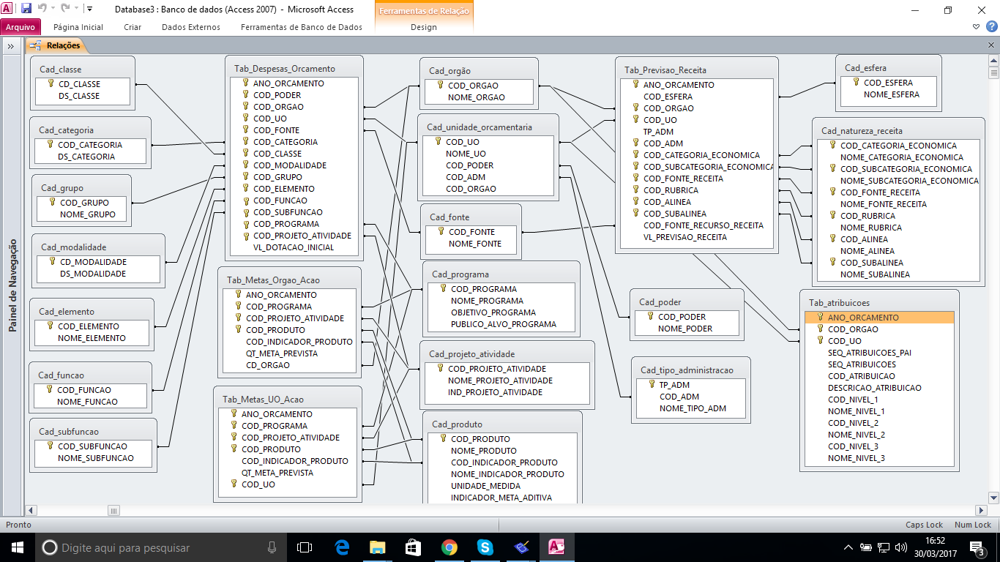 Database3 : Banco de dados (Access 2007) - Microsoft Access
Ferramentas de Relação
Arquivo
Página Inicial
Criar
Dados Externos
Ferramentas de Banco de Dados
Design
Relações
Painel de Navegação
Cad_classe
CD_CLASSE
DS_CLASSE
Cad_categoria
COD_CATEGORIA
DS_CATEGORIA
Cad_grupo
COD_GRUPO
NOME_GRUPO
Cad_modalidade
CD_MODALIDADE
DS_MODALIDADE
Cad_elemento
COD_ELEMENTO
NOME_ELEMENTO
Cad_funcao
COD_FUNCAO
NOME_FUNCAO
Cad_subfuncao
COD_SUBFUNCAO
NOME_SUBFUNCAO
Tab_Despesas_Orcamento
ANO_ORCAMENTO
COD_PODER
COD_ORGAO
COD_UO
COD_FONTE
COD_CATEGORIA
COD_CLASSE
COD_MODALIDADE
COD_GRUPO
COD_ELEMENTO
COD_FUNCAO
COD_SUBFUNCAO
COD_PROGRAMA
COD_PROJETO_ATIVIDADE
VL_DOTACAO_INICIAL
Tab_Metas_Orgao_Acao
ANO_ORCAMENTO
COD_PROGRAMA
COD_PROJETO_ATIVIDADE
COD_PRODUTO
COD_INDICADOR_PRODUTO
QT_META_PREVISTA
CD_ORGAO
Tab_Metas_UO_Acao
ANO_ORCAMENTO
COD_PROGRAMA
COD_PROJETO_ATIVIDADE
COD_PRODUTO
COD_INDICADOR_PRODUTO
QT_META_PREVISTA
COD_UO
Cad_orgão
COD_ORGAO
NOME_ORGAO
Cad_unidade_orcamentaria
COD_UO
NOME_UO
COD_PODER
COD_ADM
COD_ORGAO
Cad_fonte
COD_FONTE
NOME_FONTE
Cad_programa
COD_PROGRAMA
NOME_PROGRAMA
OBJETIVO_PROGRAMA
PUBLICO_ALVO_PROGRAMA
Cad_projeto_atividade
COD_PROJETO_ATIVIDADE
NOME_PROJETO_ATIVIDADE
IND_PROJETO_ATIVIDADE
Cad_produto
COD_PRODUTO
NOME_PRODUTO
COD_INDICADOR_PRODUTO
NOME_INDICADOR_PRODUTO
UNIDADE_MEDIDA
INDICADOR_META_ADITIVA
Tab_Previsao_Receita
ANO_ORCAMENTO
COD_ESFERA
COD_ORGAO
COD_UO
TP_ADM
COD_ADM
COD_CATEGORIA_ECONOMICA
COD_SUBCATEGORIA_ECONOMICA
COD_FONTE_RECEITA
COD_RUBRICA
COD_ALINEA
COD_SUBALINEA
COD_FONTE_RECURSO_RECEITA
VL_PREVISAO_RECEITA
Cad_poder
COD_PODER
NOME_PODER
Cad_tipo_administracao
TP_ADM
COD_ADM
NOME_TIPO_ADM
Cad_esfera
COD_ESFERA
NOME_ESFERA
Cad_natureza_receita
COD_CATEGORIA_ECONOMICA
NOME_CATEGORIA_ECONOMICA
COD_SUBCATEGORIA_ECONOMICA
NOME_SUBCATEGORIA_ECONOMICA
COD_FONTE_RECEITA
NOME_FONTE_RECEITA
COD_RUBRICA
NOME_RUBRICA
COD_ALINEA
NOME_ALINEA
COD_SUBALINEA
NOME_SUBALINEA
Tab_atribuicoes
ANO_ORCAMENTO
COD_ORGAO
COD_UO
SEQ_ATRIBUICOES_PAI
SEQ_ATRIBUICOES
COD_ATRIBUICAO
DESCRICAO_ATRIBUICAO
COD_NIVEL_1
NOME_NIVEL_1
COD_NIVEL_2
NOME_NIVEL_2
COD_NIVEL_3
NOME_NIVEL_3
Pronto
Caps Lock
Num Lock
Digite aqui para pesquisar
16:52
30/03/2017
3